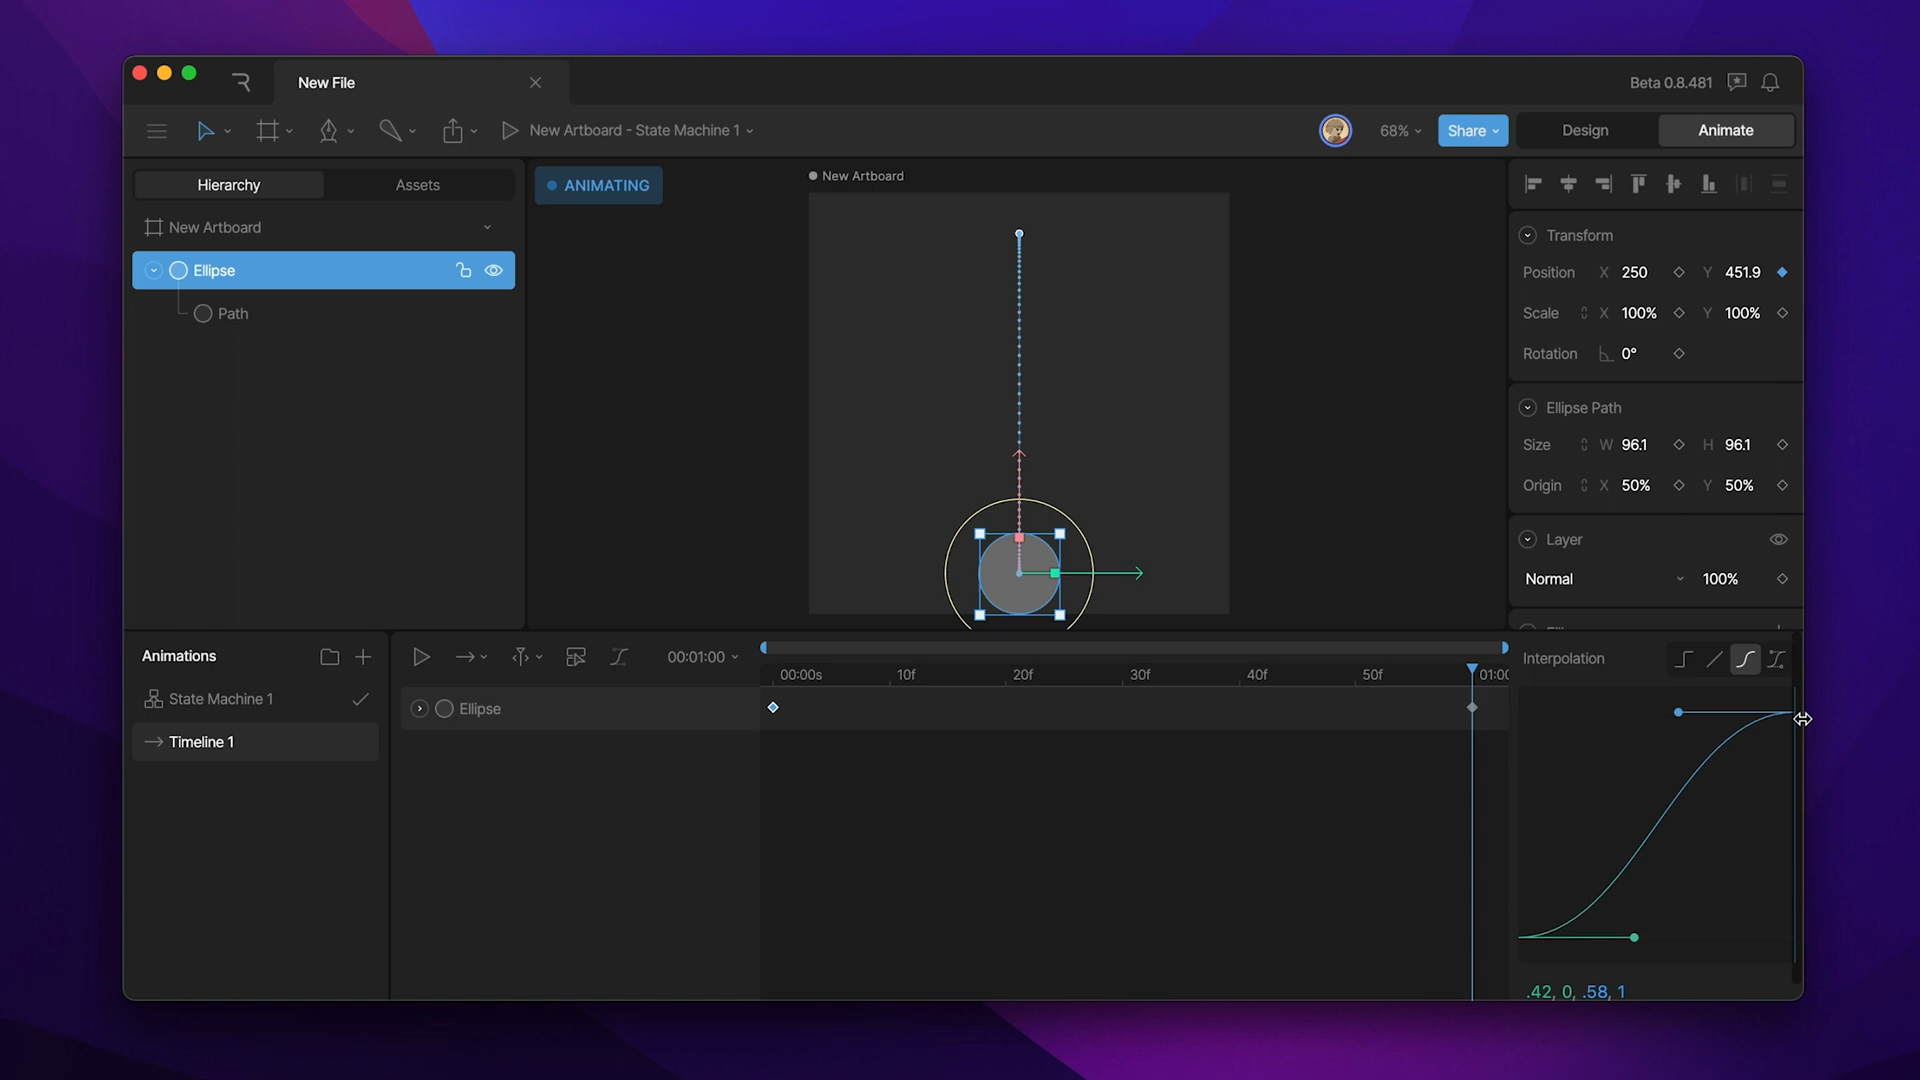 New File
Beta 0.8.481
New Artboard - State Machine 1
68%
Share
Design
Animate
Hierarchy
Assets
ANIMATING
New Artboard
New Artboard
Ellipse
Path
Transform
Position X 250 Y 451.9
Scale X 100% Y 100%
Rotation 0°
Ellipse Path
Size W 96.1 H 96.1
Origin X 50% Y 50%
Layer
Normal 100%
Animations
00:01:00
Interpolation
00:00s 10f 20f 30f 40f 50f 01:00
State Machine 1
Ellipse
Timeline 1
.42, 0, .58, 1